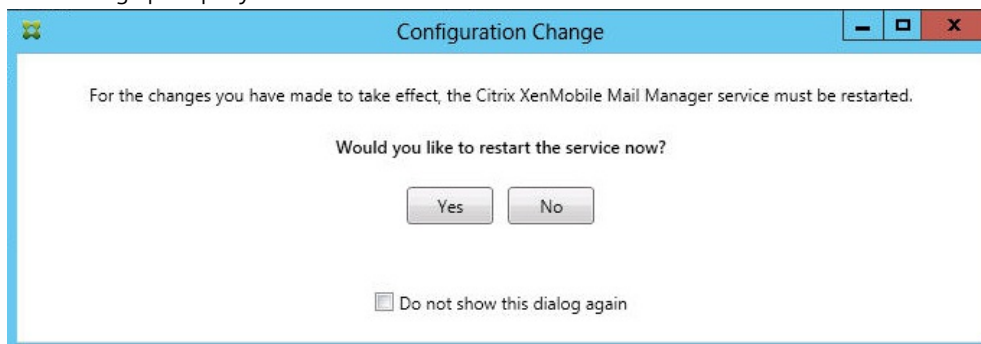 Configuration Change
For the changes you have made to take effect, the Citrix XenMobile Mail Manager service must be restarted.
Would you like to restart the service now?
Yes No
Do not show this dialog again